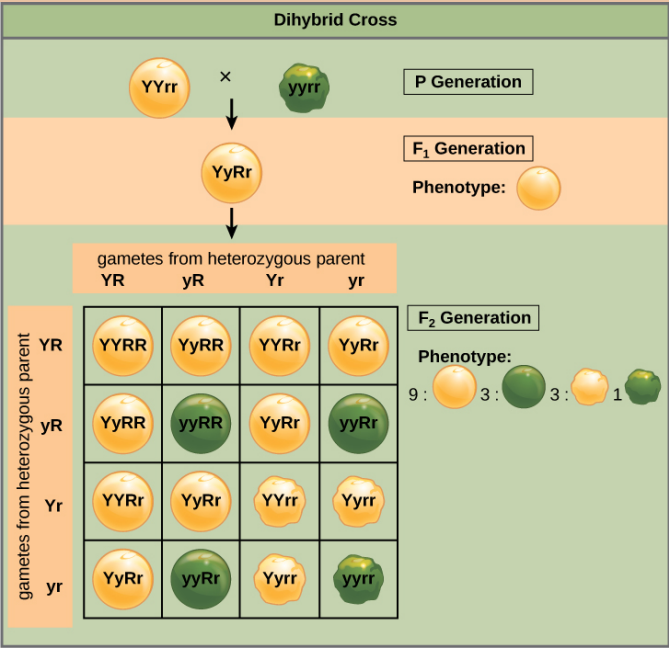 Dihybrid Cross
YYrr × yyrr
P Generation
YyRr
F₁ Generation
Phenotype:
gametes from heterozygous parent
YR yR Yr yr
gametes from heterozygous parent
YR YYRR YyRR YYRr YyRr
yR YyRR yyRR YyRr yyRr
Yr YYRr YyRr YYrr Yyrr
yr YyRr yyRr Yyrr yyrr
F₂ Generation
Phenotype:
9 : 3 : 3 : 1